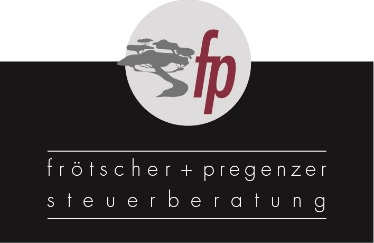 fp
frötscher + pregenzer
steuerberatung